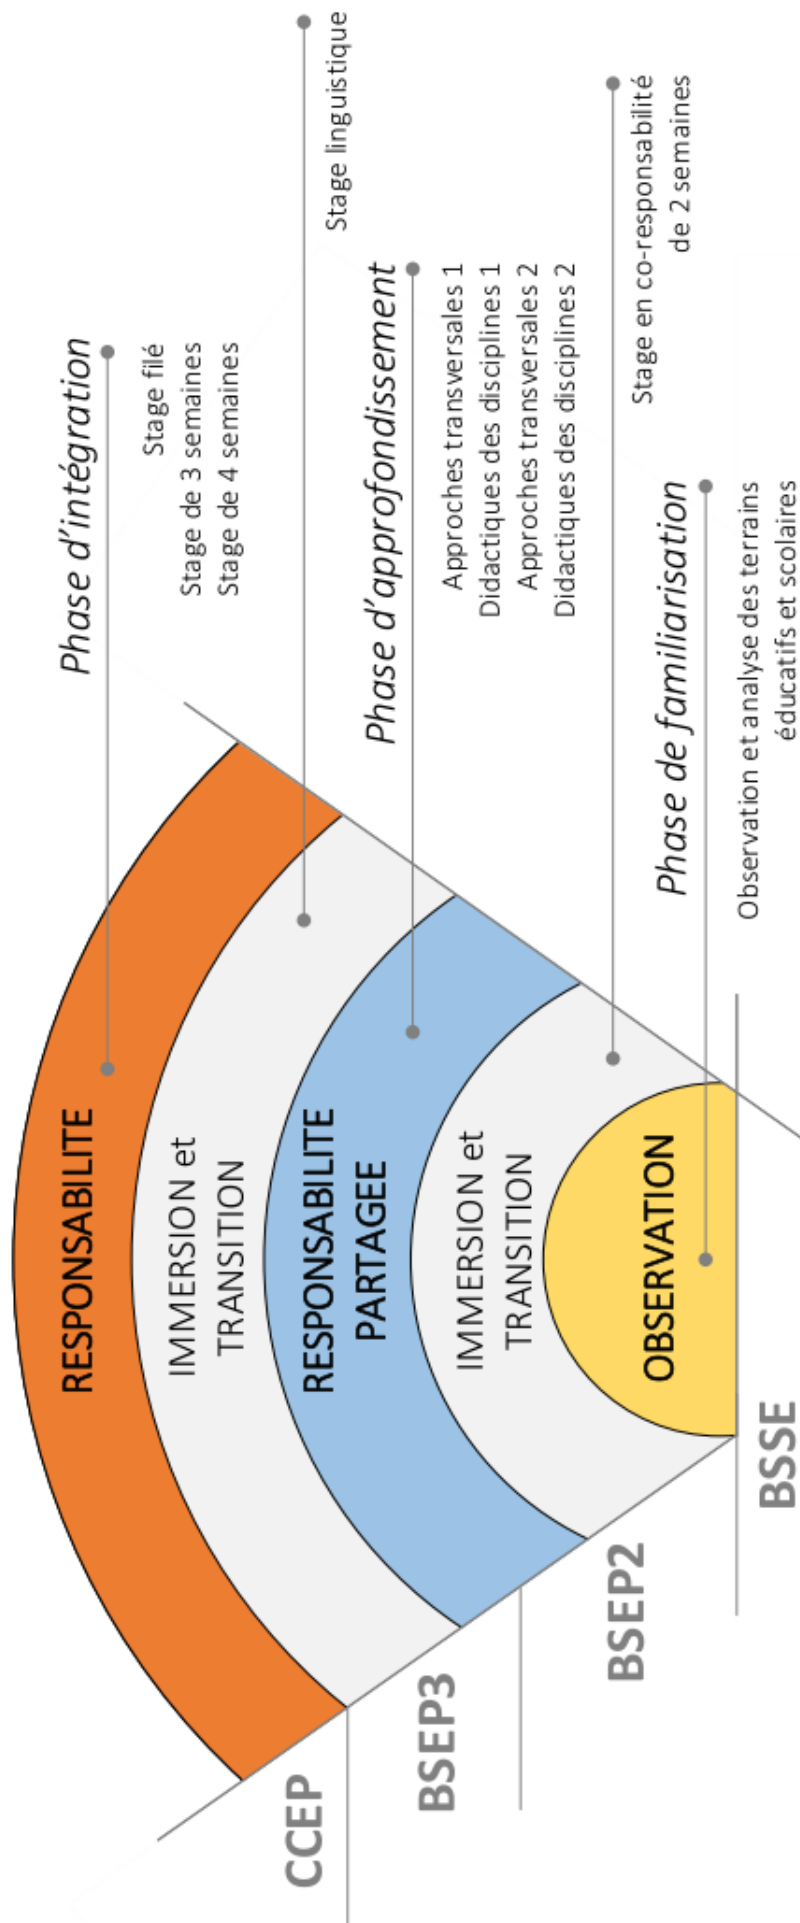 Phase d'intégration
Stage filé
Stage de 3 semaines
Stage de 4 semaines
Stage linguistique
Phase d'approfondissement
Approches transversales 1
Didactiques des disciplines 1
Approches transversales 2
Didactiques des disciplines 2
Stage en co-responsabilité
de 2 semaines
Phase de familiarisation
Observation et analyse des terrains
éducatifs et scolaires
RESPONSABILITE
IMMERSION et
TRANSITION
RESPONSABILITE
PARTAGEE
IMMERSION et
TRANSITION
OBSERVATION
CCEP
BSEP3
BSEP2
BSSE